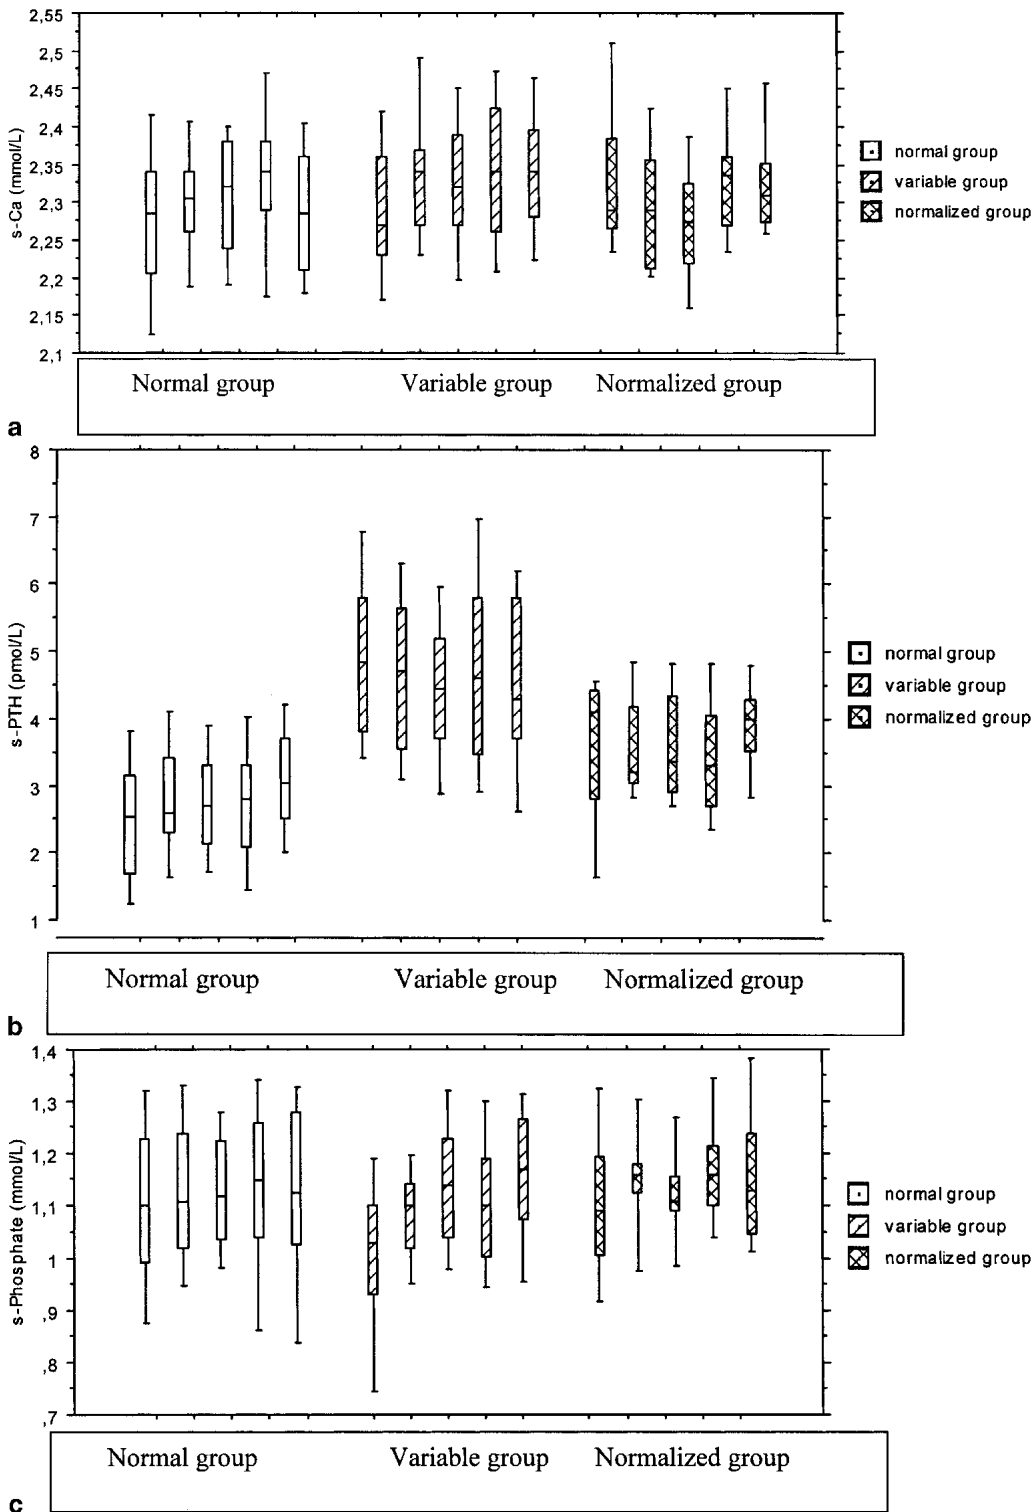 2,55
2,5
2,45
2,4
2,35
2,3
2,25
2,2
2,15
2,1
s-Ca (mmol/L)
normal group
variable group
normalized group
Normal group Variable group Normalized group
a
8
7
6
5
4
3
2
1
s-PTH (pmol/L)
normal group
variable group
normalized group
Normal group Variable group Normalized group
b
1,4
1,3
1,2
1,1
1
,9
,8
,7
s-Phosphate (mmol/L)
normal group
variable group
normalized group
Normal group Variable group Normalized group
c